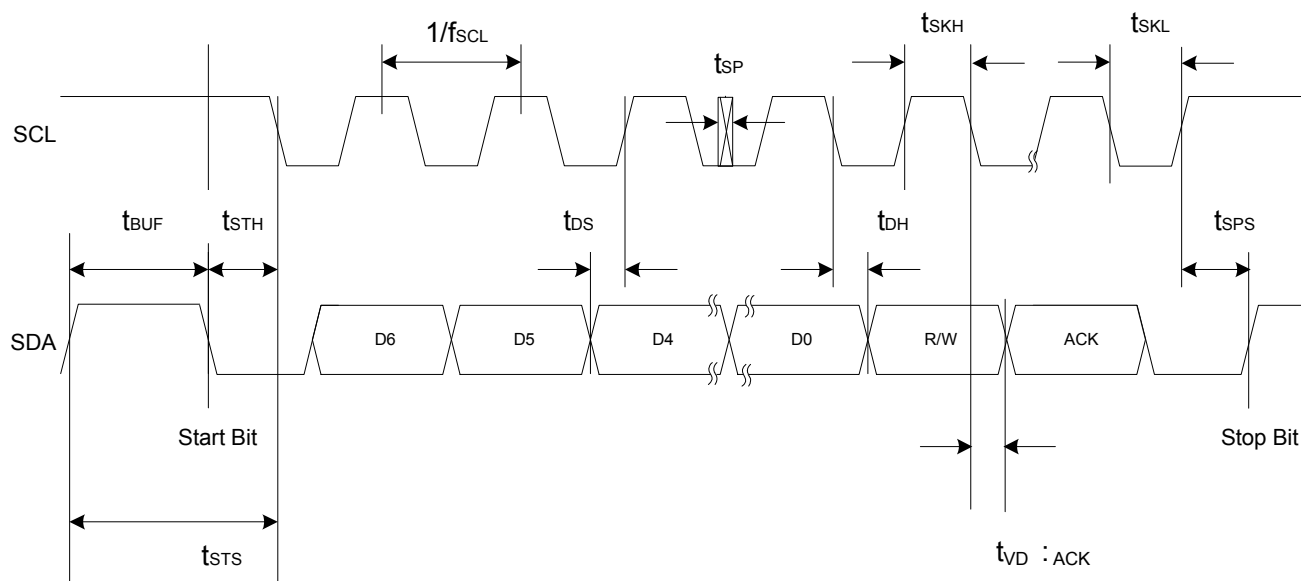 1/fSCL
tSKH
tSKL
tSP
SCL
tBUF
tSTH
tDS
tDH
tSPS
SDA
D6
D5
D4
D0
R/W
ACK
Start Bit
Stop Bit
tSTS
tVD : ACK